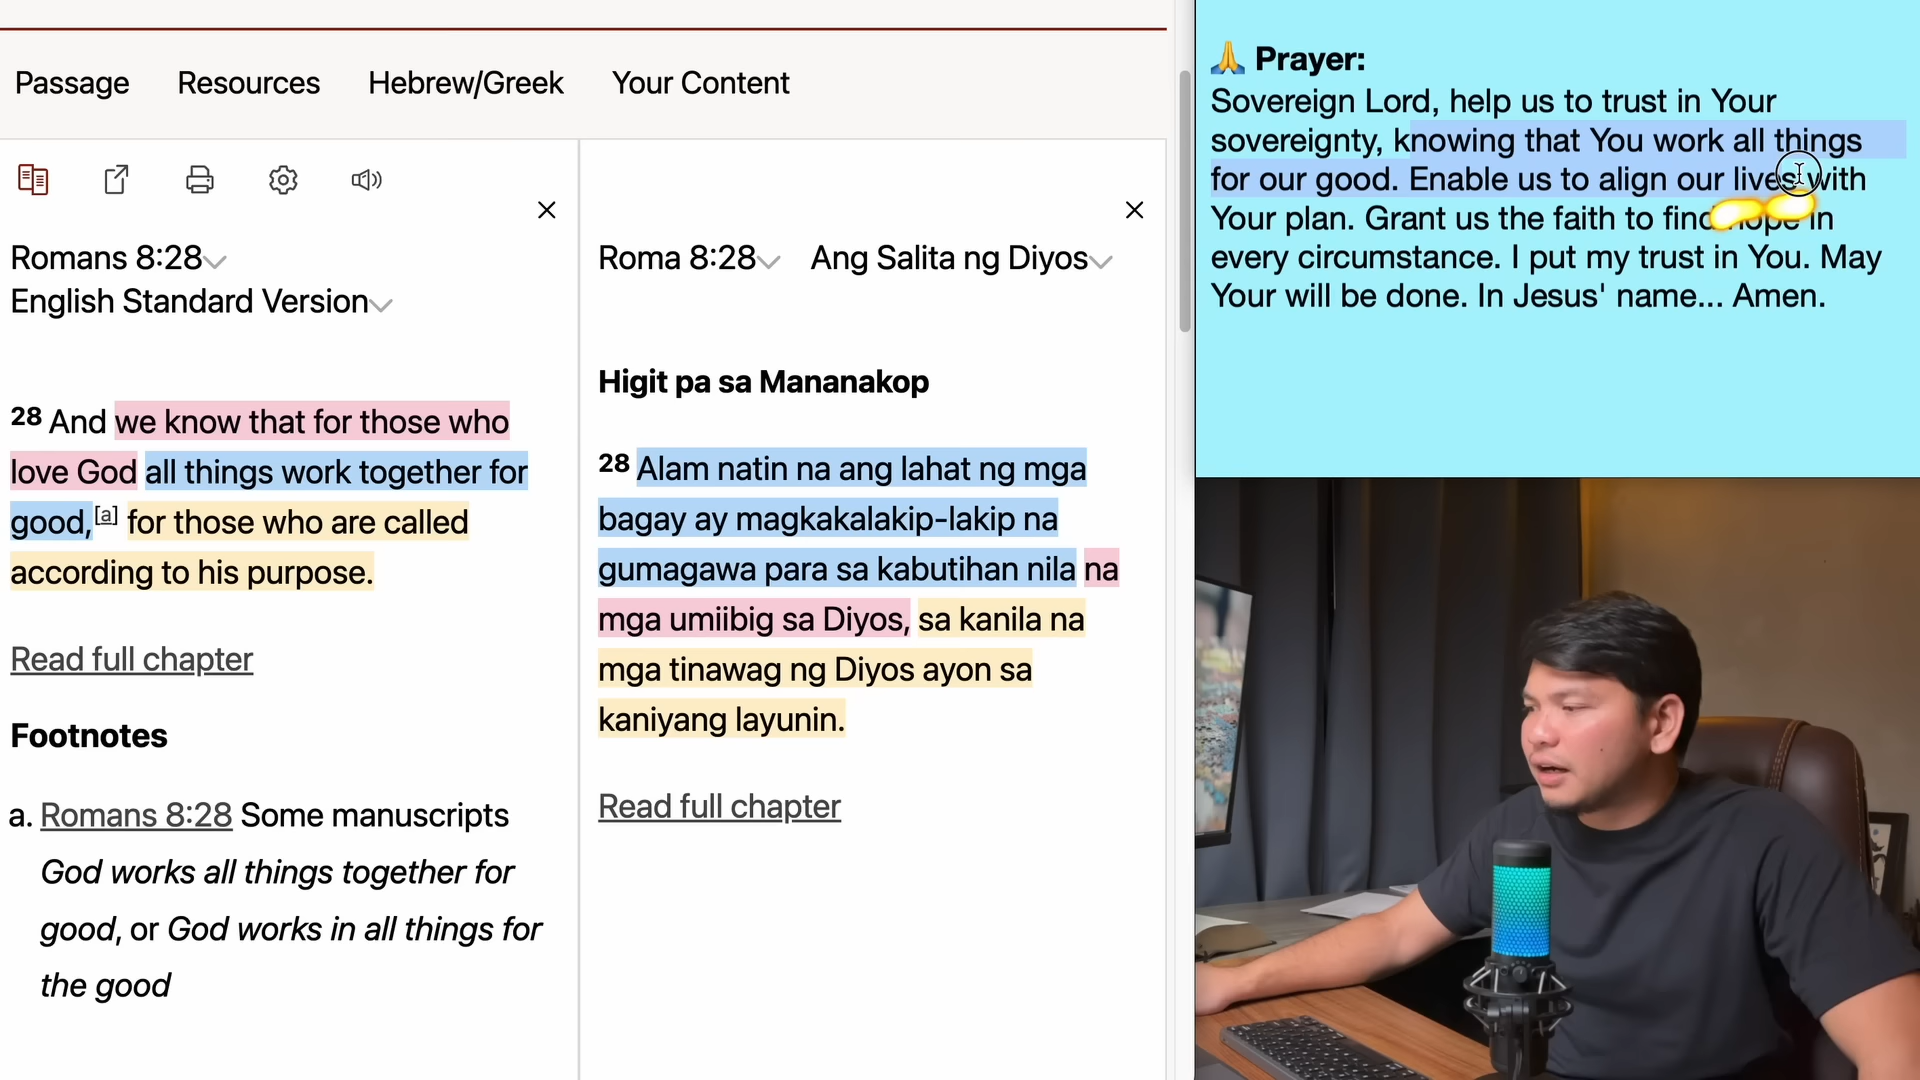 Passage Resources Hebrew/Greek Your Content
Romans 8:28
English Standard Version
28 And we know that for those who
love God all things work together for
good,[a] for those who are called
according to his purpose.
Read full chapter
Footnotes
a. Romans 8:28 Some manuscripts
God works all things together for
good, or God works in all things for
the good
Roma 8:28 Ang Salita ng Diyos
Higit pa sa Mananakop
28 Alam natin na ang lahat ng mga
bagay ay magkakalakip-lakip na
gumagawa para sa kabutihan nila na
mga umiibig sa Diyos, sa kanila na
mga tinawag ng Diyos ayon sa
kaniyang layunin.
Read full chapter
🙏 Prayer:
Sovereign Lord, help us to trust in Your
sovereignty, knowing that You work all things
for our good. Enable us to align our lives with
Your plan. Grant us the faith to find hope in
every circumstance. I put my trust in You. May
Your will be done. In Jesus' name... Amen.